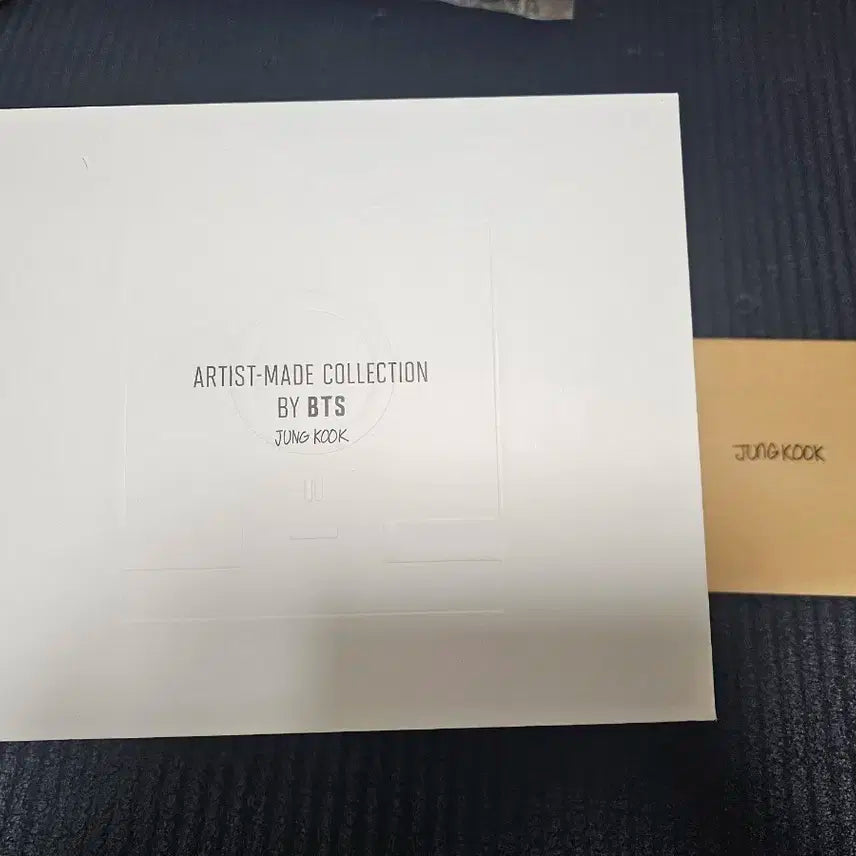 ARTIST-MADE COLLECTION
BY BTS
JUNG KOOK
JUNG KOOK